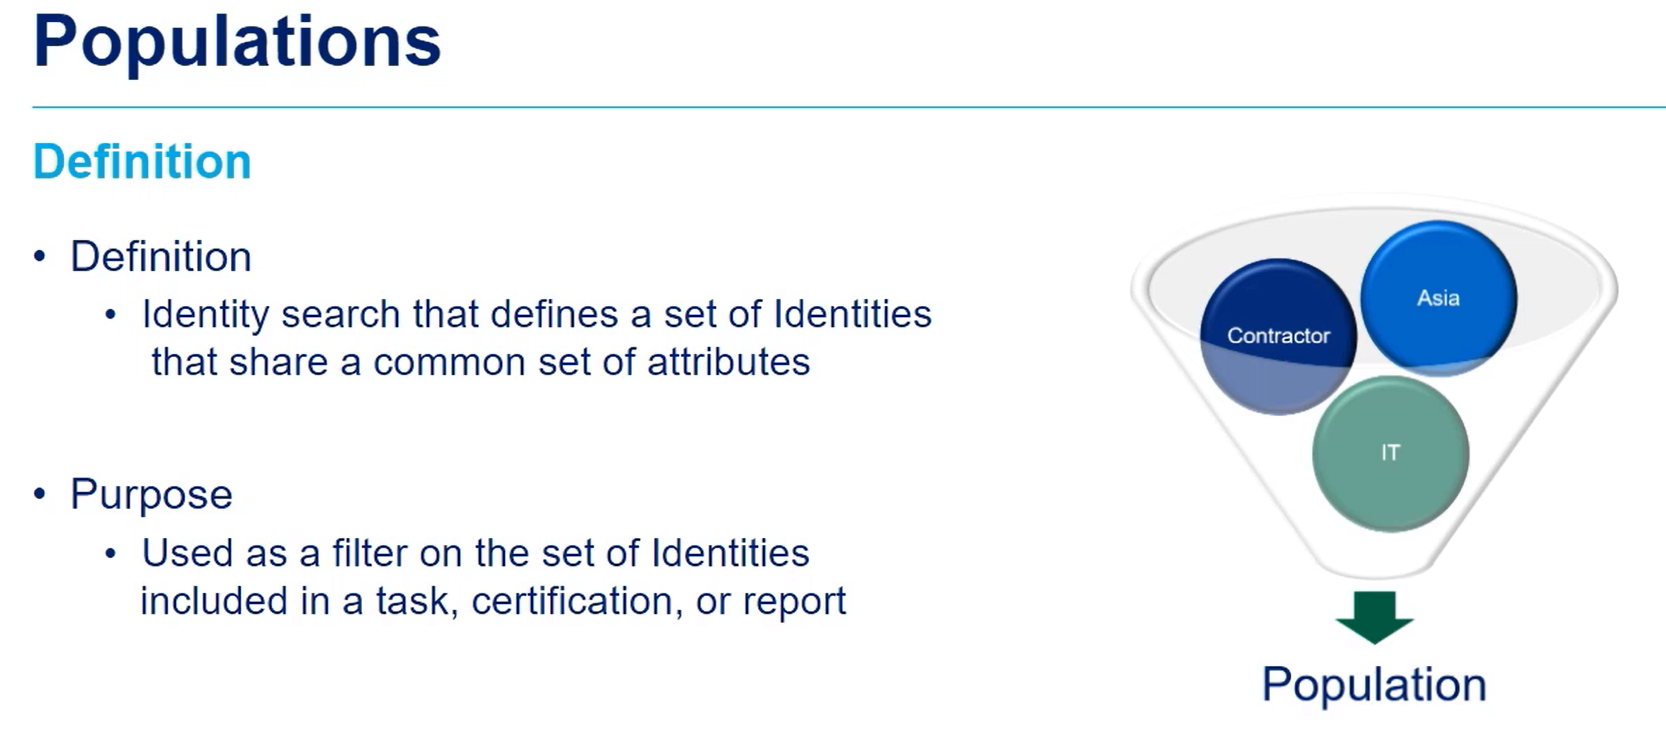 Populations
Definition
• Definition
• Identity search that defines a set of Identities
that share a common set of attributes
• Purpose
• Used as a filter on the set of Identities
included in a task, certification, or report
Asia
Contractor
IT
Population